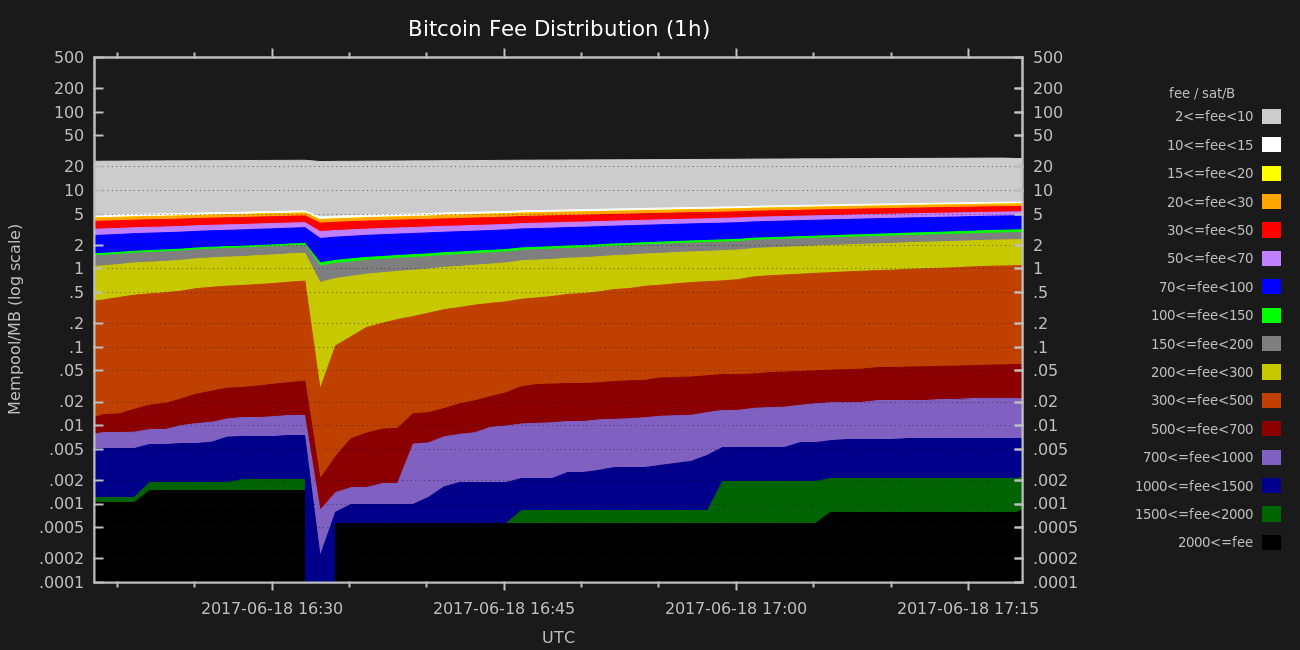 Bitcoin Fee Distribution (1h)
Mempool/MB (log scale)
500
200
100
50
20
10
5
2
1
.5
.2
.1
.05
.02
.01
.005
.002
.001
.0005
.0002
.0001
500
200
100
50
20
10
5
2
1
.5
.2
.1
.05
.02
.01
.005
.002
.001
.0005
.0002
.0001
2017-06-18 16:30 2017-06-18 16:45 2017-06-18 17:00 2017-06-18 17:15
UTC
fee / sat/B
2<=fee<10
10<=fee<15
15<=fee<20
20<=fee<30
30<=fee<50
50<=fee<70
70<=fee<100
100<=fee<150
150<=fee<200
200<=fee<300
300<=fee<500
500<=fee<700
700<=fee<1000
1000<=fee<1500
1500<=fee<2000
2000<=fee